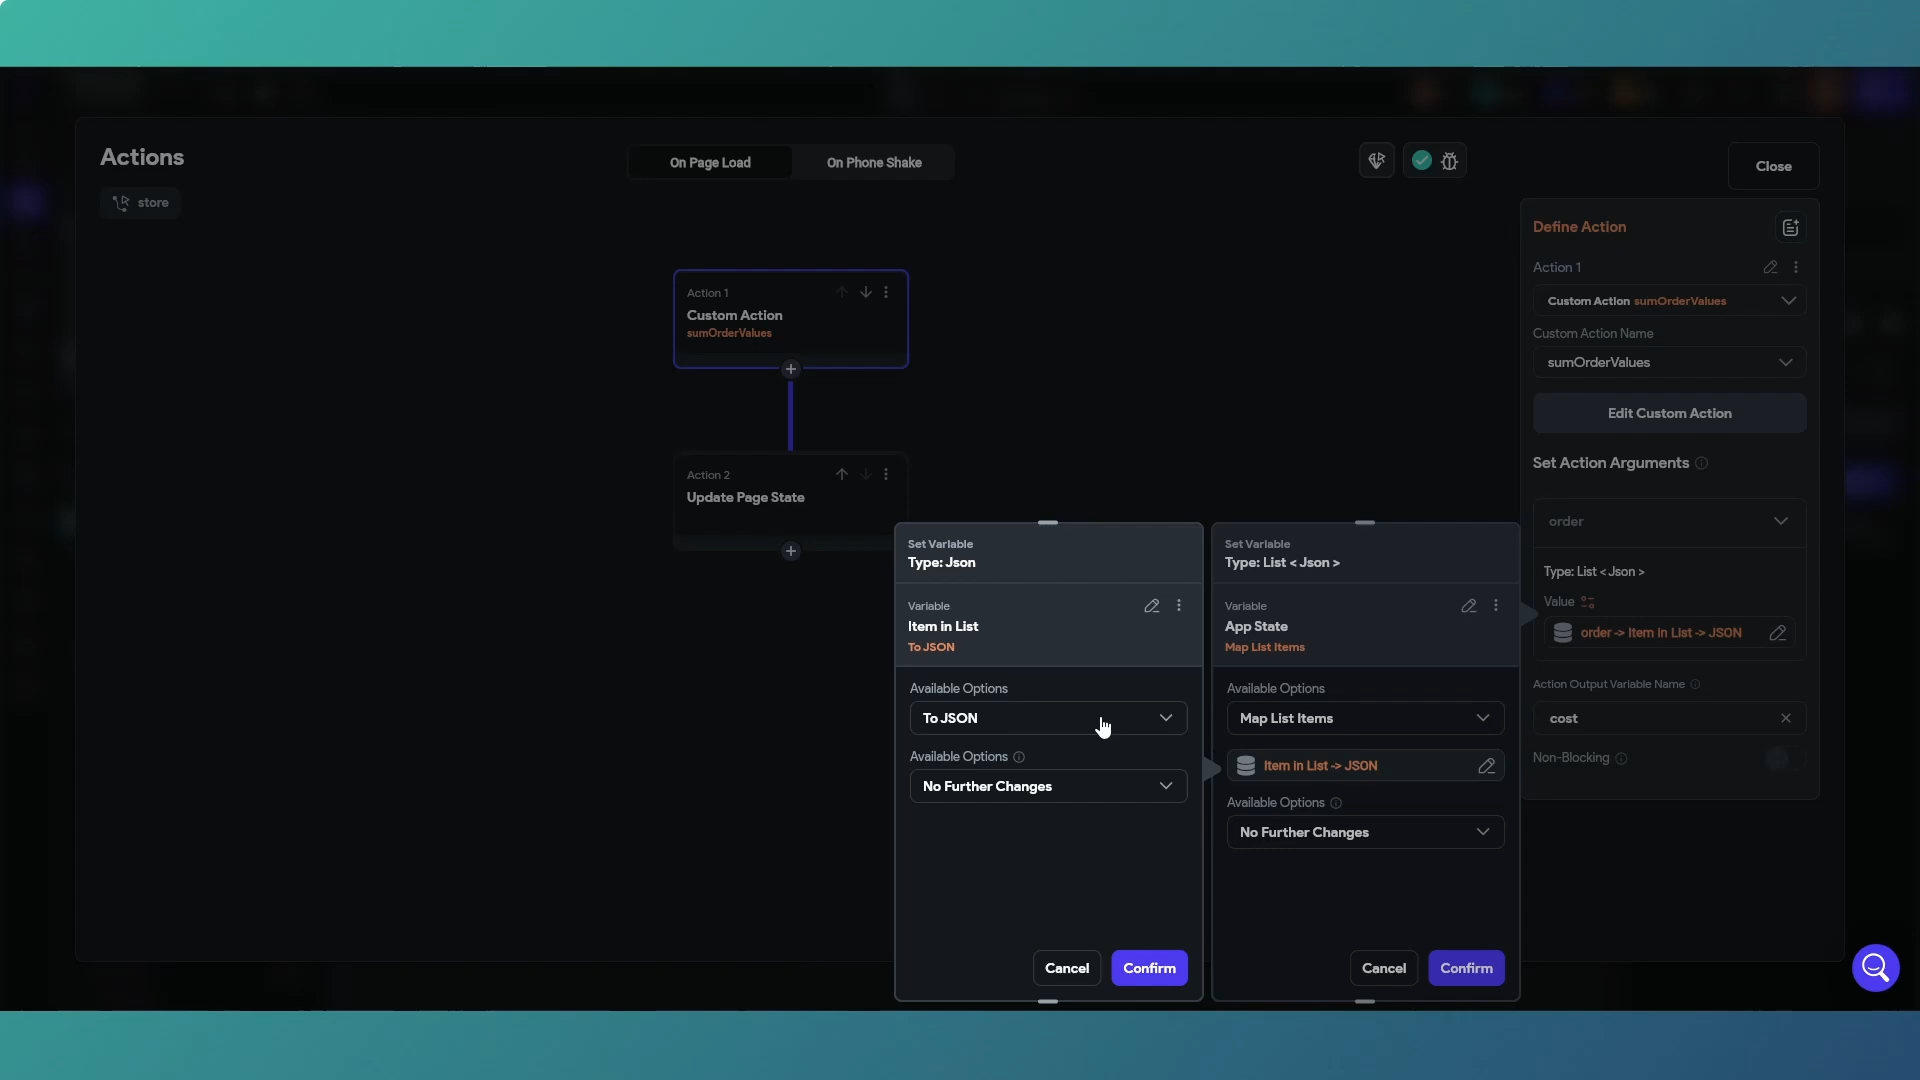 Actions
On Page Load
On Phone Shake
Close
store
Define Action
Action 1
Custom Action sumOrderValues
Custom Action Name
sumOrderValues
Edit Custom Action
Set Action Arguments
order
Type: List < Json >
Value
order -> Item in List -> JSON
Action Output Variable Name
cost
Non-Blocking
Action 1
Custom Action
sumOrderValues
Action 2
Update Page State
Set Variable
Type: Json
Variable
Item in List
To JSON
Available Options
To JSON
Available Options
No Further Changes
Cancel
Confirm
Set Variable
Type: List < Json >
Variable
App State
Map List Items
Available Options
Map List Items
Item in List -> JSON
Available Options
No Further Changes
Cancel
Confirm